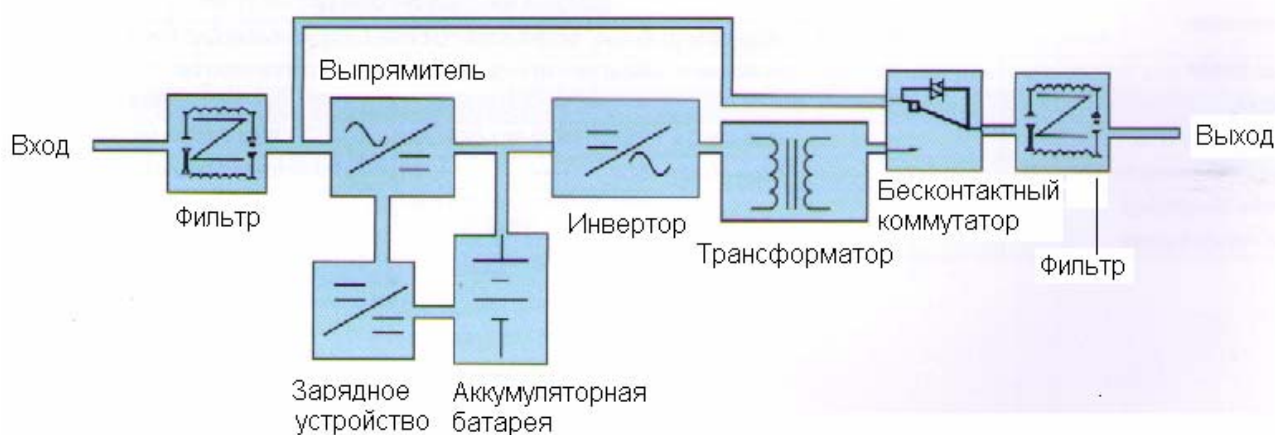 Выпрямитель
Вход
Выход
Фильтр
Инвертор
Бесконтактный
коммутатор
Трансформатор
Фильтр
Зарядное
устройство
Аккумуляторная
батарея